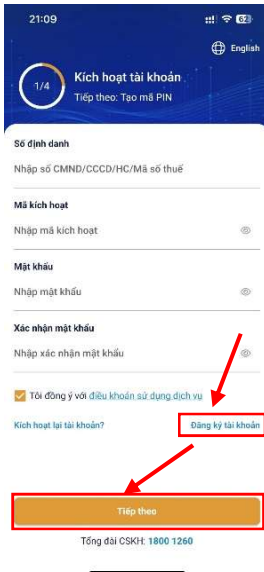 21:09
62
English
1/4
Kích hoạt tài khoản
Tiếp theo: Tạo mã PIN
Số định danh
Nhập số CMND/CCCD/HC/Mã số thuế
Mã kích hoạt
Nhập mã kích hoạt
Mật khẩu
Nhập mật khẩu
Xác nhận mật khẩu
Nhập xác nhận mật khẩu
Tôi đồng ý với điều khoản sử dụng dịch vụ
Kích hoạt lại tài khoản?
Đăng ký tài khoản
Tiếp theo
Tổng đài CSKH: 1800 1260